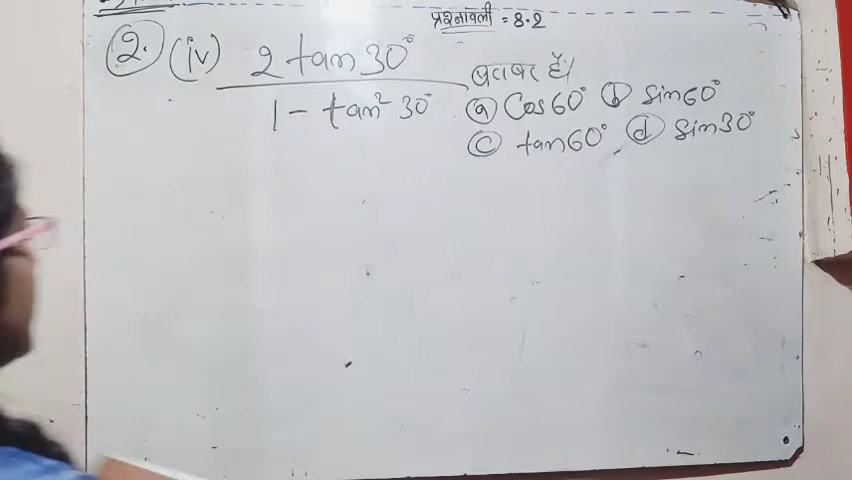 प्रश्नावली = 8.2
2. (iv) 2 tan 30°
1 - tan² 30°
बराबर हैं।
(a) Cos 60° (b) sin 60°
(c) tan 60° (d) sin 30°